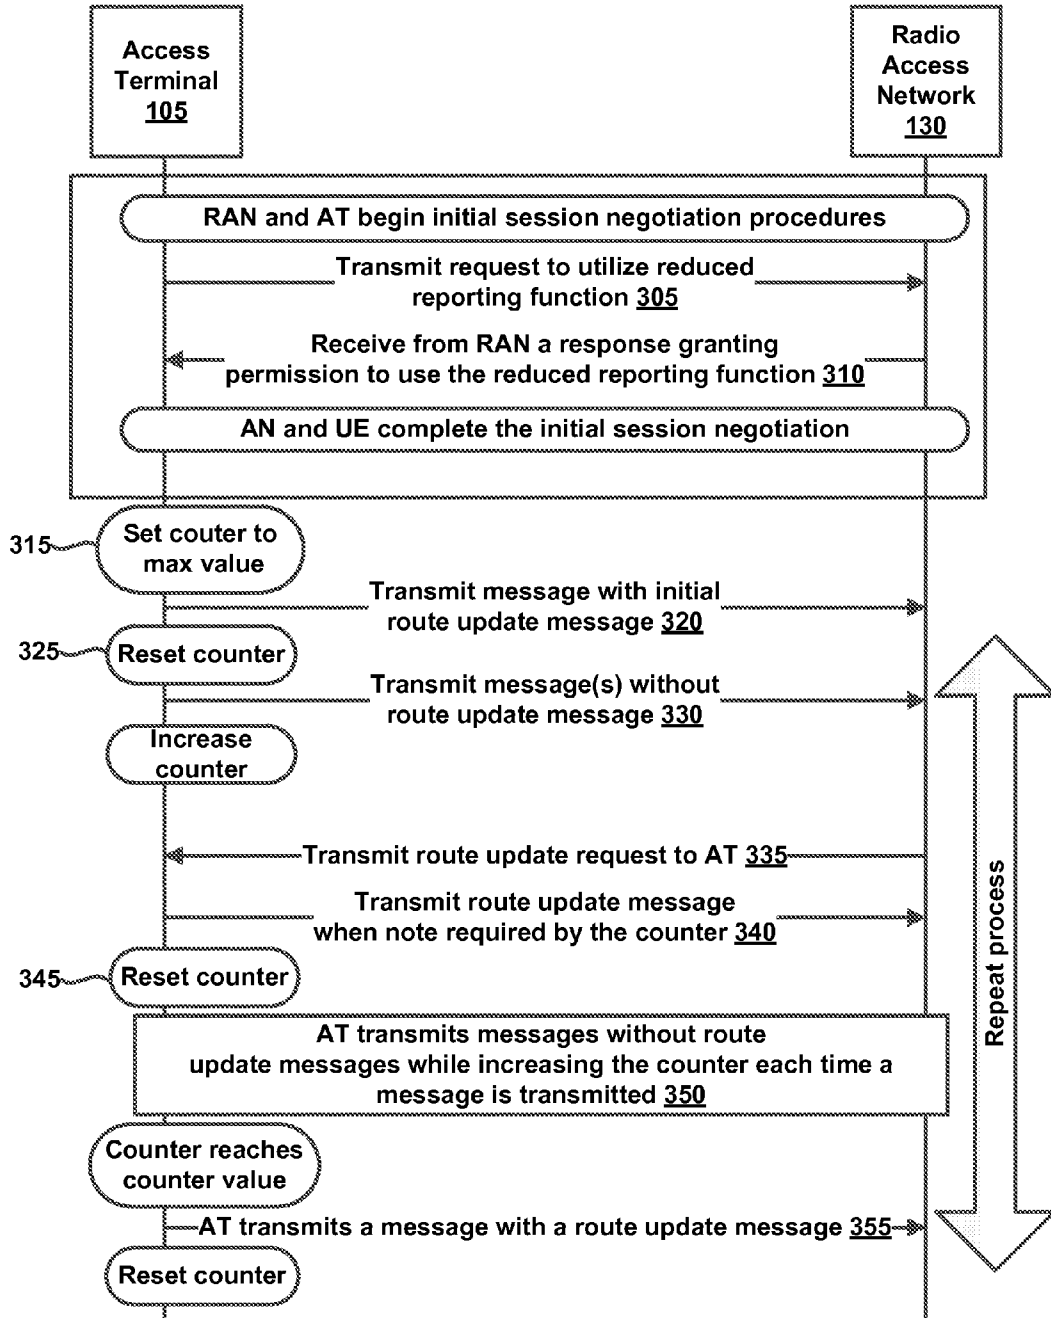 Access
Terminal
105
Radio
Access
Network
130
RAN and AT begin initial session negotiation procedures
Transmit request to utilize reduced
reporting function 305
Receive from RAN a response granting
permission to use the reduced reporting function 310
AN and UE complete the initial session negotiation
315
Set couter to
max value
Transmit message with initial
route update message 320
325
Reset counter
Transmit message(s) without
route update message 330
Increase
counter
Transmit route update request to AT 335
Transmit route update message
when note required by the counter 340
345
Reset counter
AT transmits messages without route
update messages while increasing the counter each time a
message is transmitted 350
Counter reaches
counter value
AT transmits a message with a route update message 355
Reset counter
Repeat process